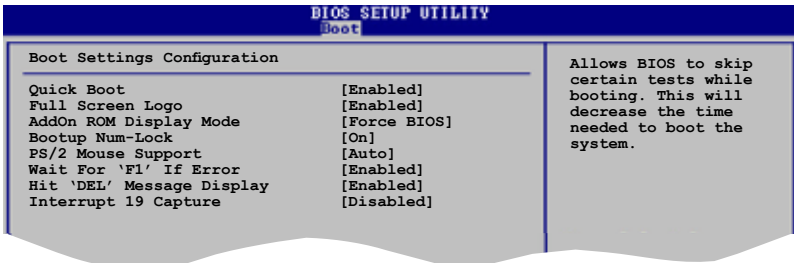 BIOS SETUP UTILITY
Boot
Boot Settings Configuration
Quick Boot [Enabled]
Full Screen Logo [Enabled]
AddOn ROM Display Mode [Force BIOS]
Bootup Num-Lock [On]
PS/2 Mouse Support [Auto]
Wait For ‘F1’ If Error [Enabled]
Hit ‘DEL’ Message Display [Enabled]
Interrupt 19 Capture [Disabled]
Allows BIOS to skip
certain tests while
booting. This will
decrease the time
needed to boot the
system.